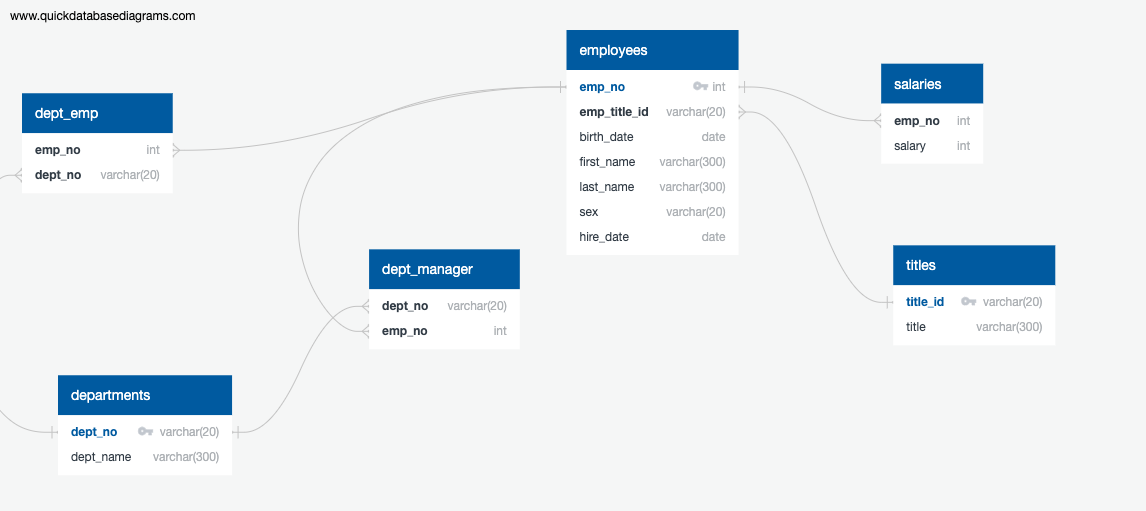 www.quickdatabasediagrams.com
dept_emp
emp_no int
dept_no varchar(20)
employees
emp_no int
emp_title_id varchar(20)
birth_date date
first_name varchar(300)
last_name varchar(300)
sex varchar(20)
hire_date date
salaries
emp_no int
salary int
dept_manager
dept_no varchar(20)
emp_no int
titles
title_id varchar(20)
title varchar(300)
departments
dept_no varchar(20)
dept_name varchar(300)